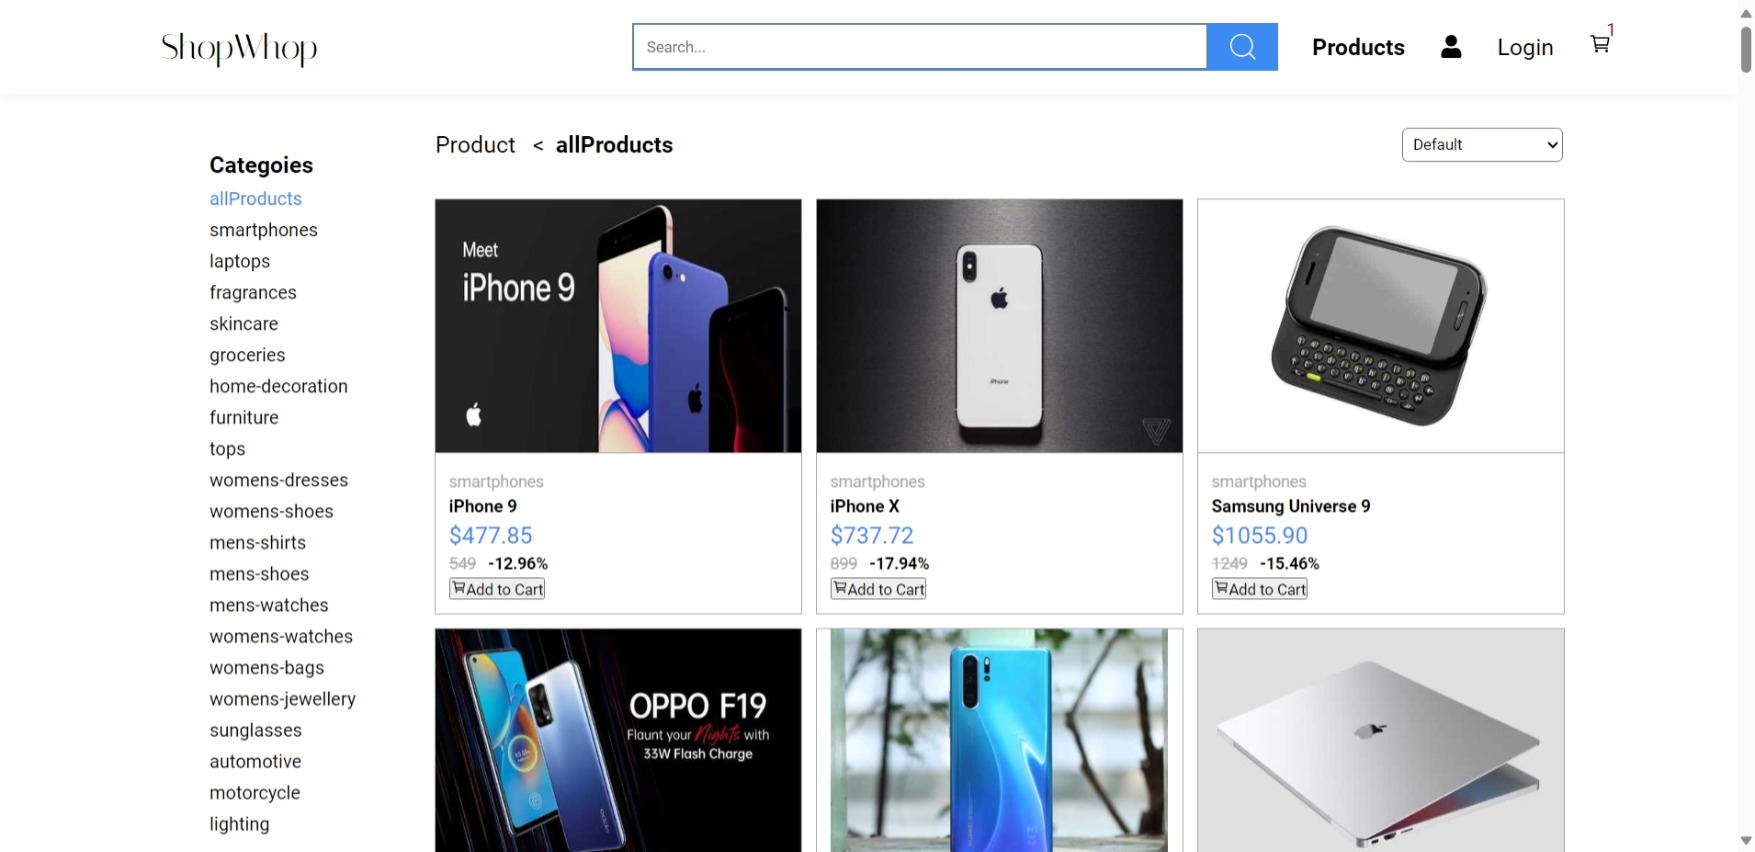 ShopWhop
Search...
Products
Login
1
Categoies
allProducts
smartphones
laptops
fragrances
skincare
groceries
home-decoration
furniture
tops
womens-dresses
womens-shoes
mens-shirts
mens-shoes
mens-watches
womens-watches
womens-bags
womens-jewellery
sunglasses
automotive
motorcycle
lighting
Product < allProducts
Default
Meet
iPhone 9
smartphones
iPhone 9
$477.85
549 -12.96%
Add to Cart
iPhone
smartphones
iPhone X
$737.72
899 -17.94%
Add to Cart
smartphones
Samsung Universe 9
$1055.90
1249 -15.46%
Add to Cart
OPPO F19
Flaunt your Nights with
33W Flash Charge